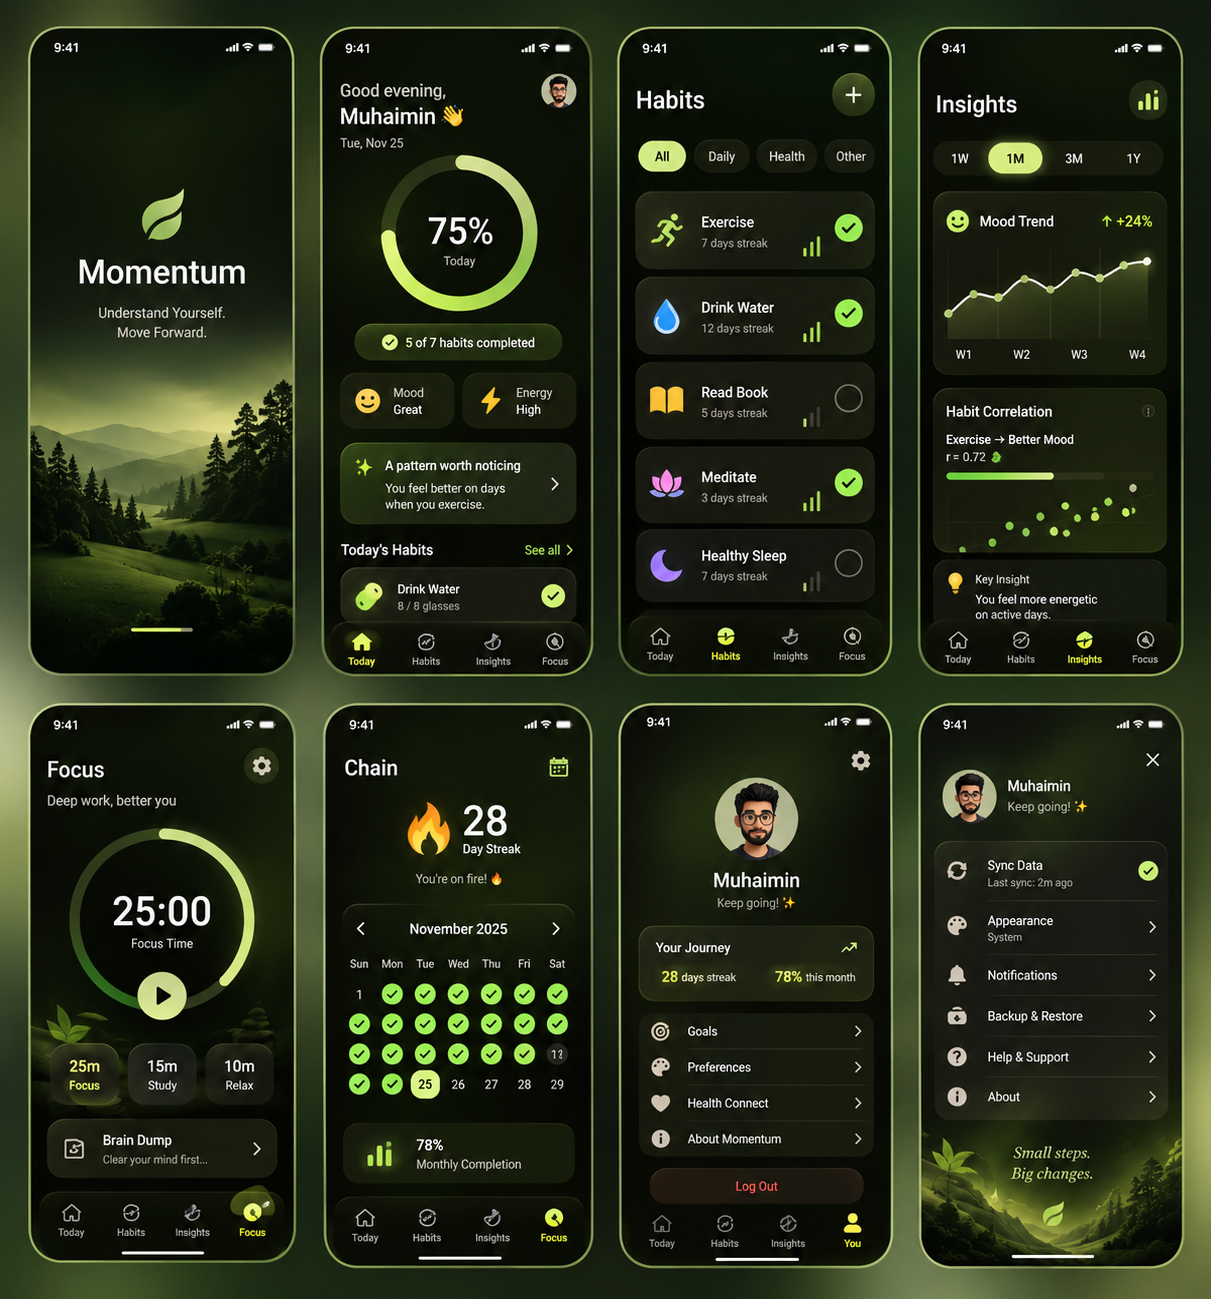 9:41
Momentum
Understand Yourself.
Move Forward.
9:41
Good evening,
Muhaimin 👋
Tue, Nov 25
75%
Today
5 of 7 habits completed
Mood
Great
Energy
High
A pattern worth noticing
You feel better on days
when you exercise.
Today's Habits
See all
Drink Water
8 / 8 glasses
Today
Habits
Insights
Focus
9:41
Habits
All
Daily
Health
Other
Exercise
7 days streak
Drink Water
12 days streak
Read Book
5 days streak
Meditate
3 days streak
Healthy Sleep
7 days streak
Today
Habits
Insights
Focus
9:41
Insights
1W
1M
3M
1Y
Mood Trend
↑ +24%
W1
W2
W3
W4
Habit Correlation
Exercise → Better Mood
r = 0.72
Key Insight
You feel more energetic
on active days.
Today
Habits
Insights
Focus
9:41
Focus
Deep work, better you
25:00
Focus Time
25m
Focus
15m
Study
10m
Relax
Brain Dump
Clear your mind first...
Today
Habits
Insights
Focus
9:41
Chain
28
Day Streak
You're on fire! 🔥
November 2025
Sun Mon Tue Wed Thu Fri Sat
1
25 26 27 28 29
78%
Monthly Completion
Today
Habits
Insights
Focus
9:41
Muhaimin
Keep going! ✨
Your Journey
28 days streak
78% this month
Goals
Preferences
Health Connect
About Momentum
Log Out
Today
Habits
Insights
You
9:41
Muhaimin
Keep going! ✨
Sync Data
Last sync: 2m ago
Appearance
System
Notifications
Backup & Restore
Help & Support
About
Small steps.
Big changes.